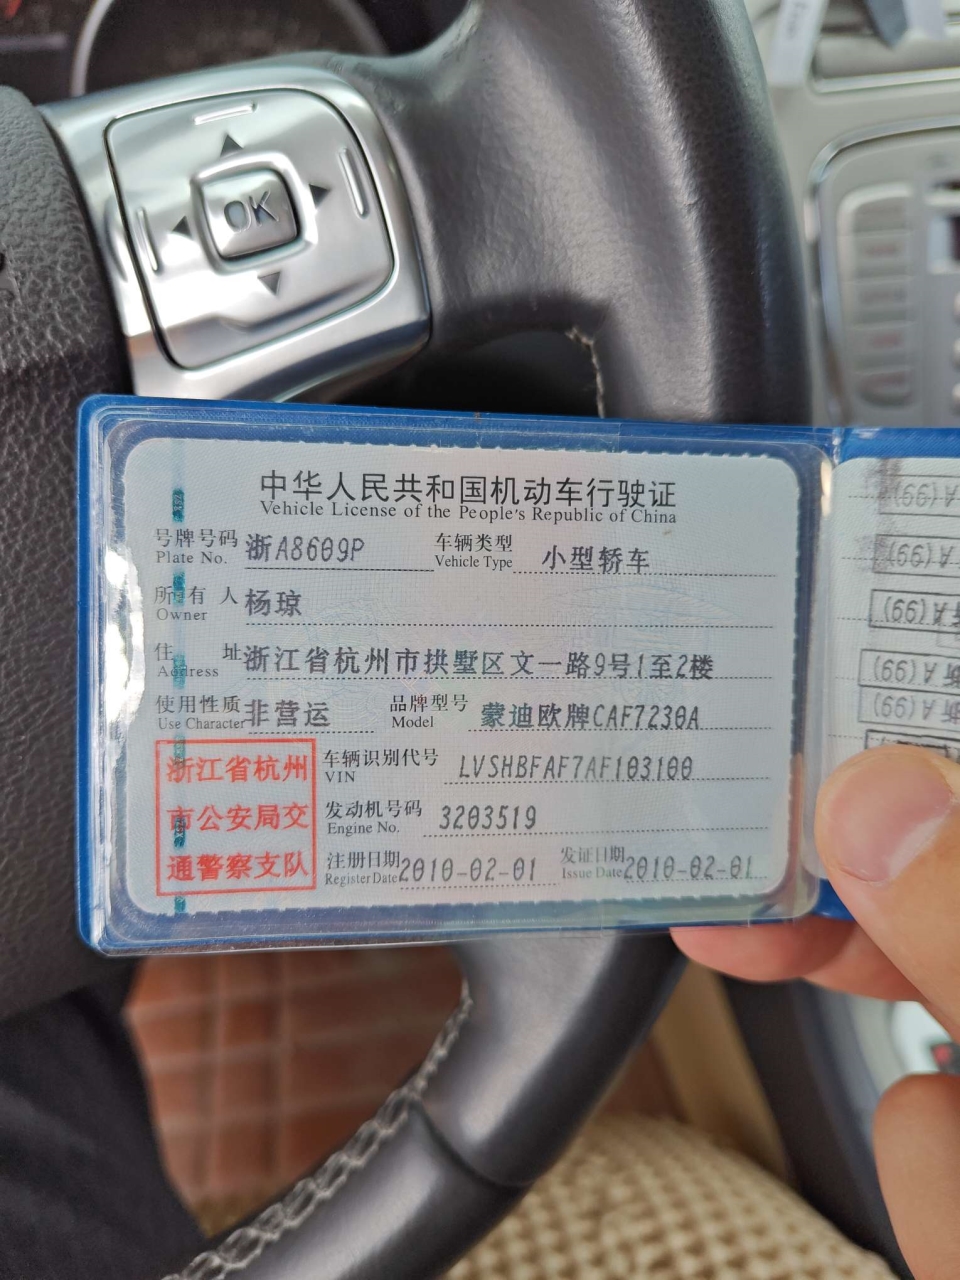 OK
中华人民共和国机动车行驶证
Vehicle License of the People's Republic of China
号牌号码 浙A8609P 车辆类型 小型轿车
Plate No. Vehicle Type
所有人 杨琼
Owner
住 址 浙江省杭州市拱墅区文一路9号1至2楼
Address
使用性质 非营运 品牌型号 蒙迪欧牌CAF7230A
Use Character Model
浙江省杭州
市公安局交
通警察支队
车辆识别代号 LVSHBFAF7AF103100
VIN
发动机号码 3203519
Engine No.
注册日期 2010-02-01 发证日期 2010-02-01
Register Date Issue Date